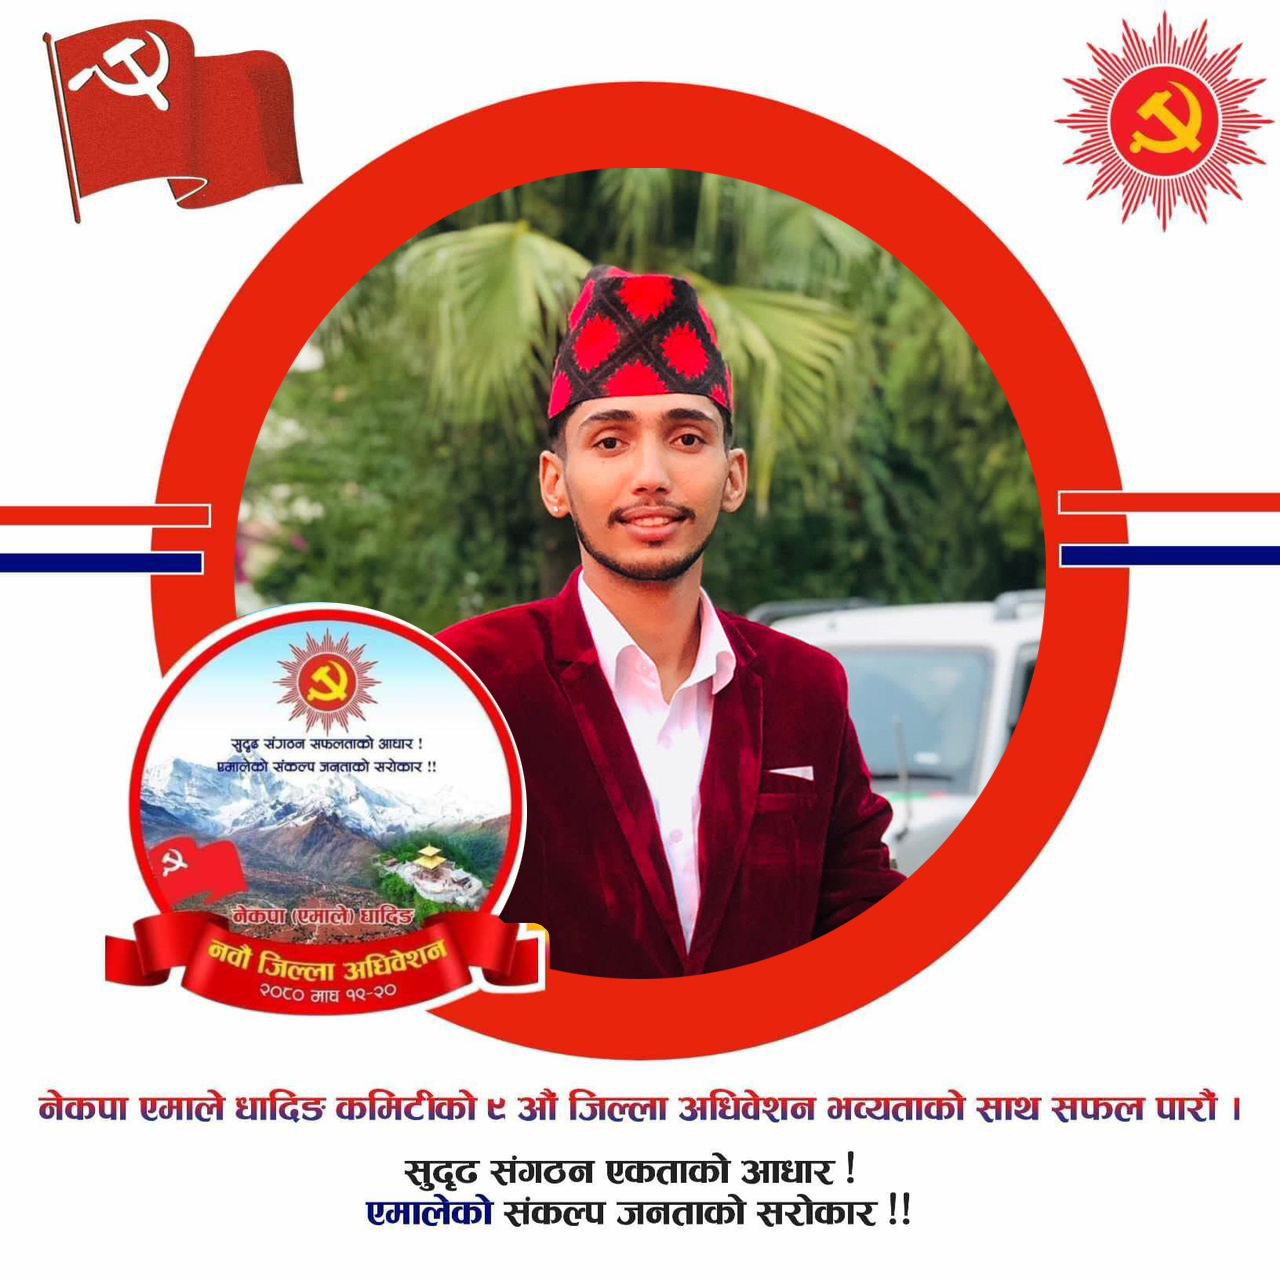 सुदृढ संगठन सफलताको आधार !
एमालेको संकल्प जनताको सरोकार !!
नेकपा (एमाले) धादिङ
नवौं जिल्ला अधिवेशन
२०८० माघ १९-२०
नेकपा एमाले धादिङ कमिटीको ९ औं जिल्ला अधिवेशन भव्यताको साथ सफल पारौं ।
सुदृढ संगठन एकताको आधार !
एमालेको संकल्प जनताको सरोकार !!